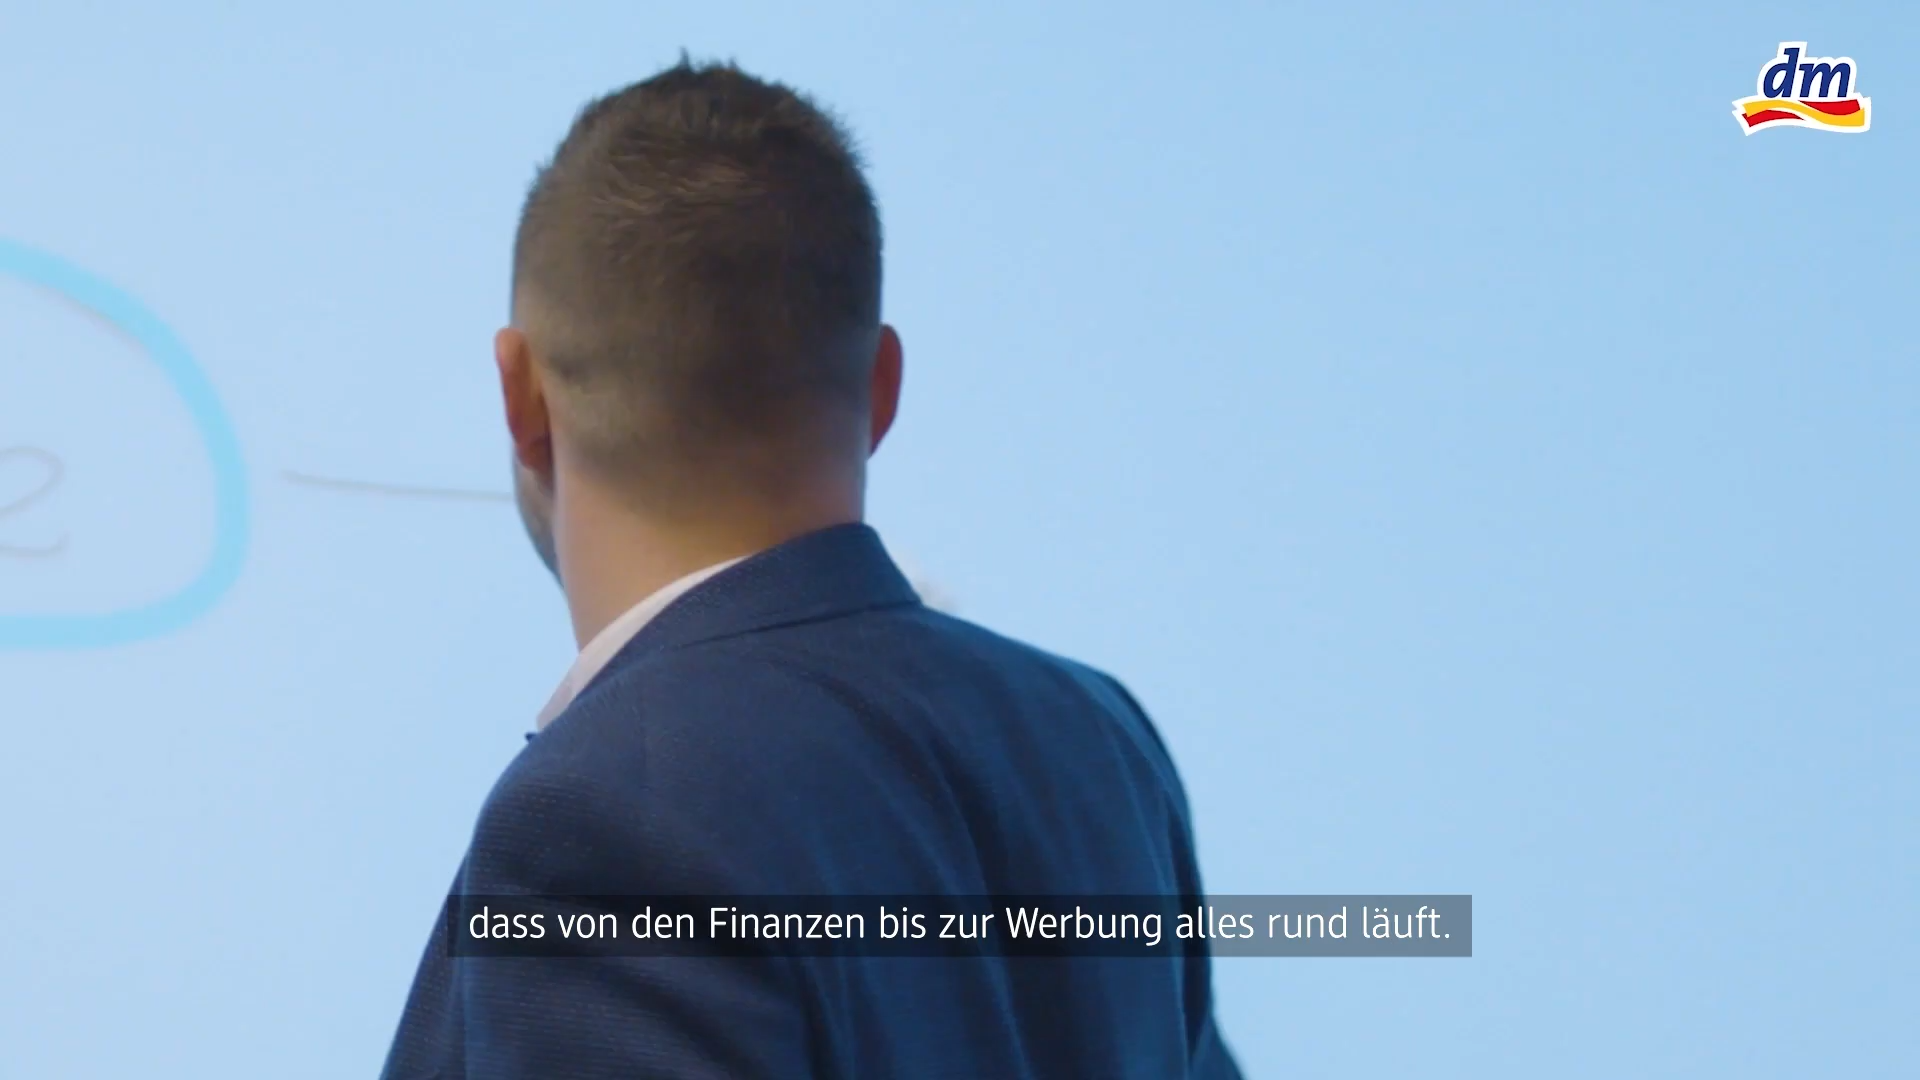 dm
dass von den Finanzen bis zur Werbung alles rund läuft.